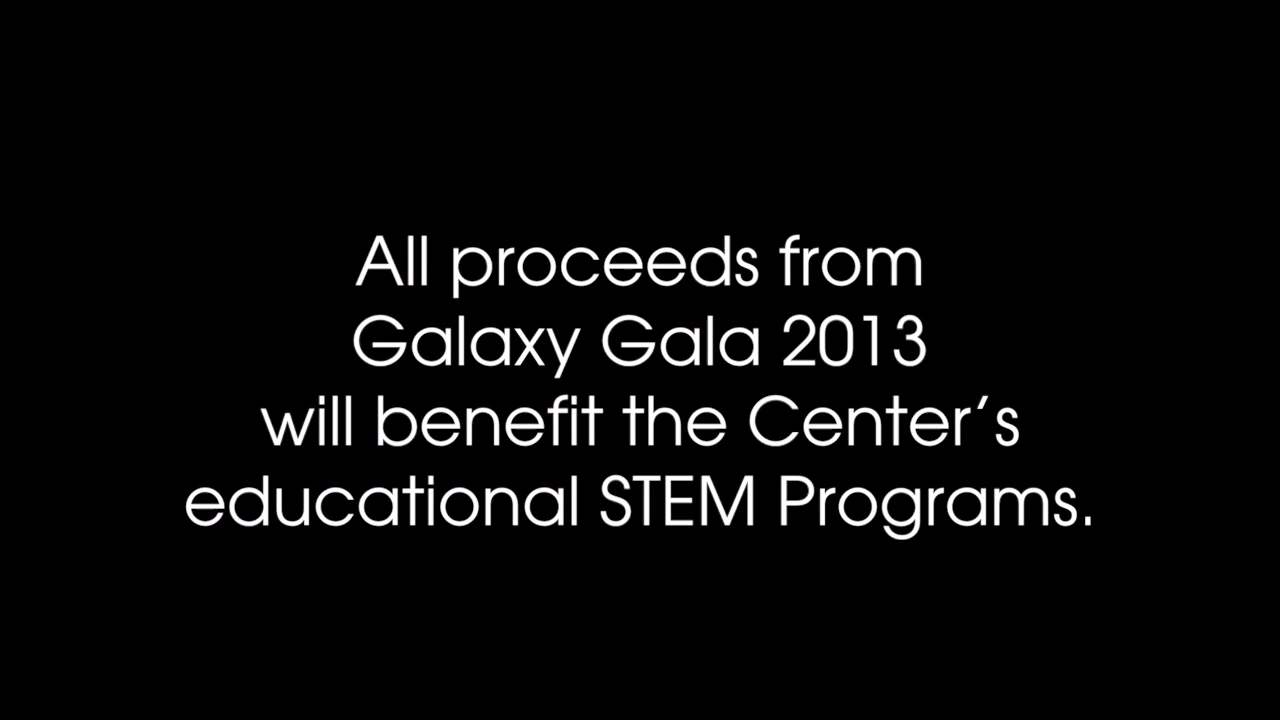 All proceeds from
Galaxy Gala 2013
will benefit the Center’s
educational STEM Programs.